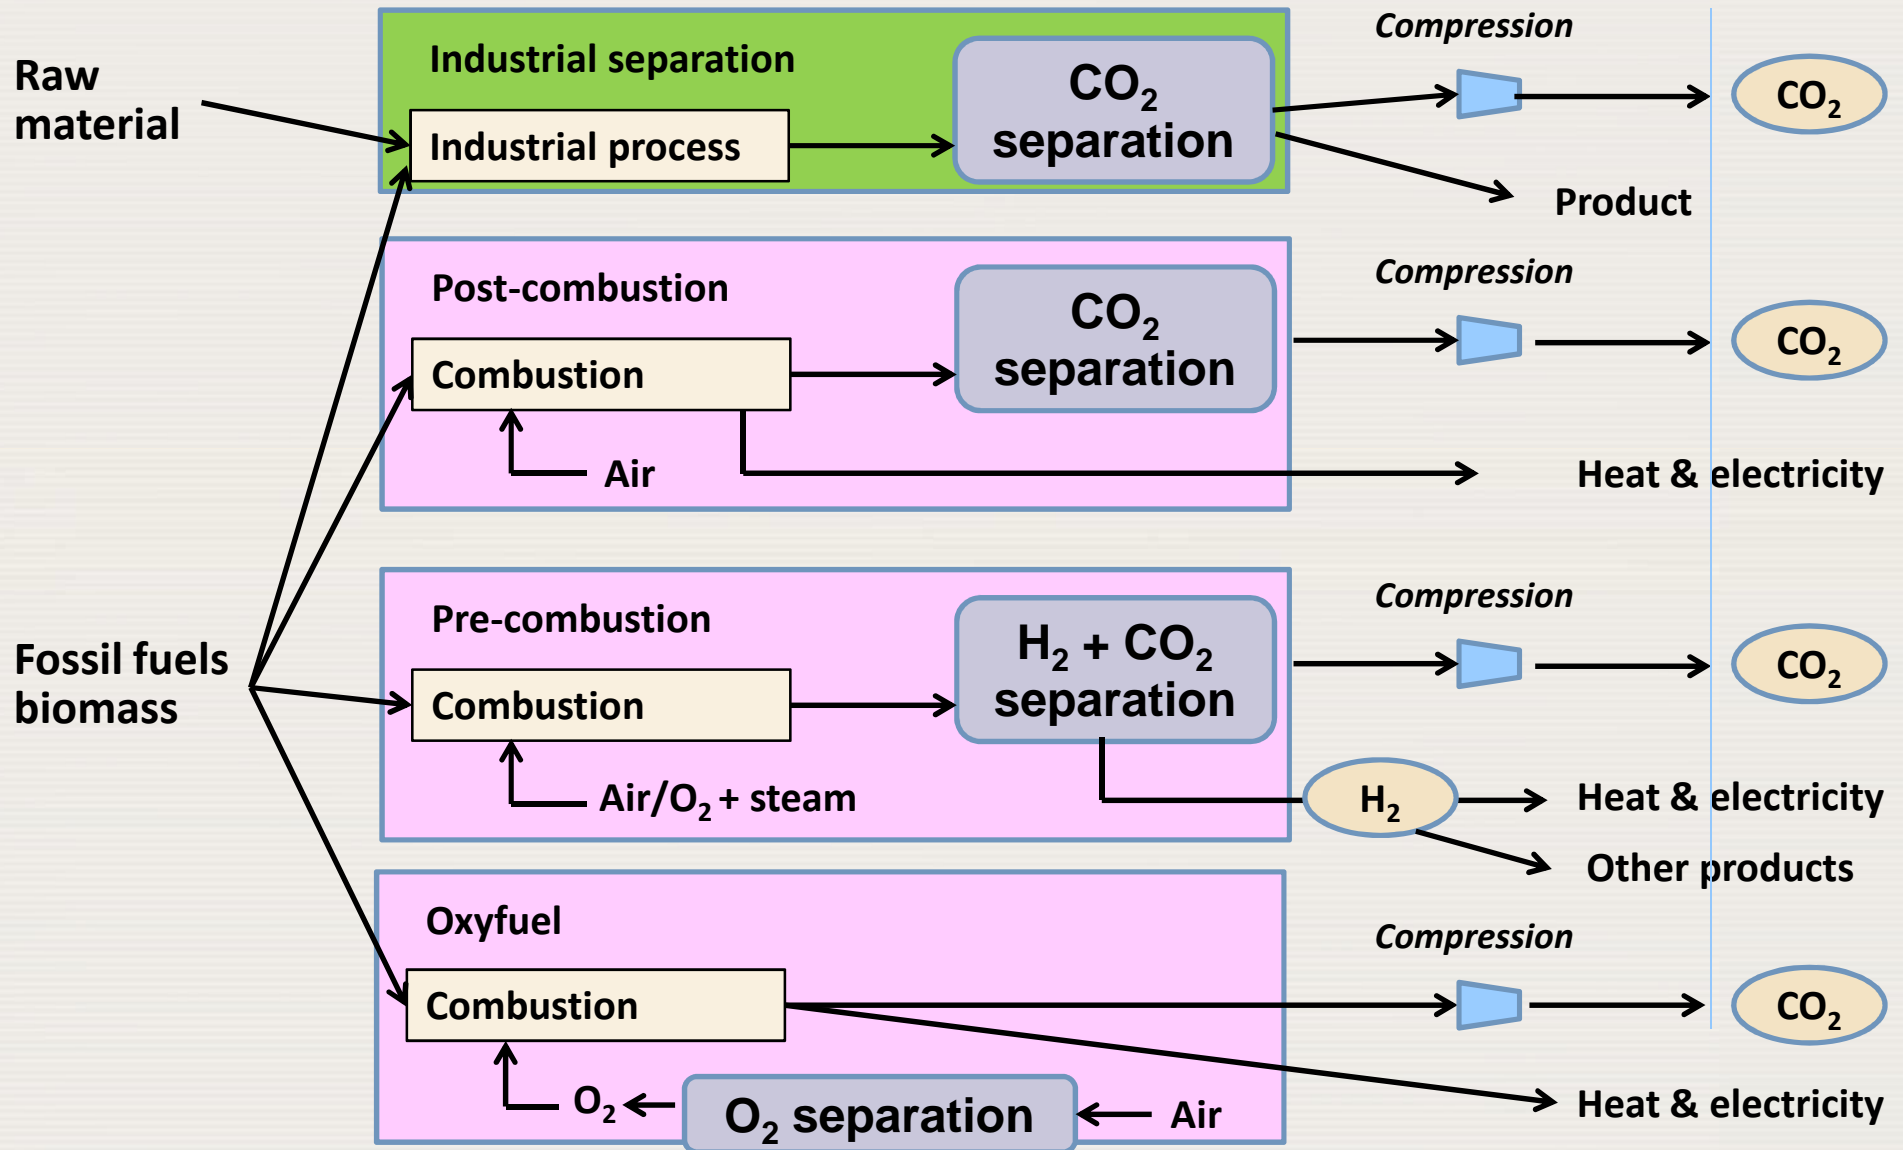 Raw
material
Industrial separation
Industrial process
CO₂
separation
Compression
CO₂
Product
Post-combustion
Combustion
Air
CO₂
separation
Compression
CO₂
Heat & electricity
Fossil fuels
biomass
Pre-combustion
Combustion
Air/O₂ + steam
H₂ + CO₂
separation
Compression
CO₂
H₂
Heat & electricity
Other products
Oxyfuel
Combustion
O₂
O₂ separation
Air
Compression
CO₂
Heat & electricity